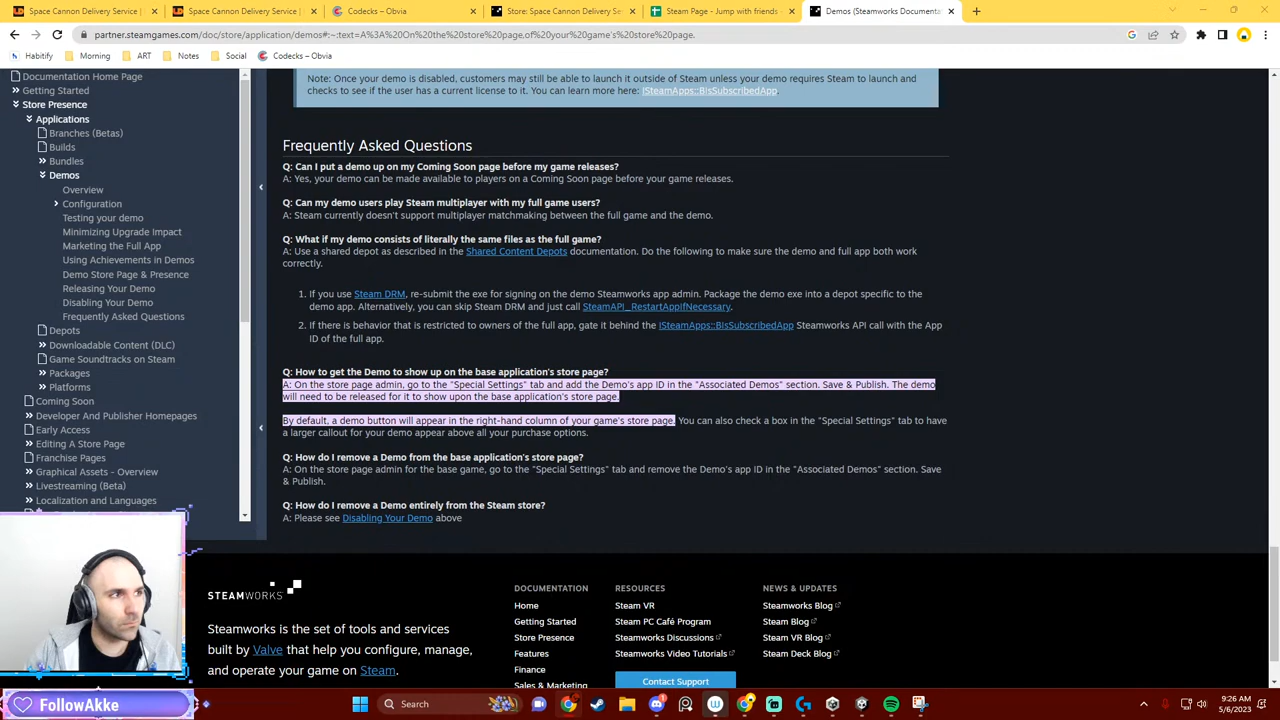 Space Cannon Delivery Service
Space Cannon Delivery Service
Codecks – Obvia
Store: Space Cannon Delivery Se
Steam Page - Jump with friends -
Demos (Steamworks Documenta
partner.steamgames.com/doc/store/application/demos#:~:text=A%3A%20On%20the%20store%20page,of%20your%20game's%20store%20page.
Habitify
Morning
ART
Notes
Social
Codecks – Obvia
Documentation Home Page
Getting Started
Store Presence
Applications
Branches (Betas)
Builds
Bundles
Demos
Overview
Configuration
Testing your demo
Minimizing Upgrade Impact
Marketing the Full App
Using Achievements in Demos
Demo Store Page & Presence
Releasing Your Demo
Disabling Your Demo
Frequently Asked Questions
Depots
Downloadable Content (DLC)
Game Soundtracks on Steam
Packages
Platforms
Coming Soon
Developer And Publisher Homepages
Early Access
Editing A Store Page
Franchise Pages
Graphical Assets - Overview
Livestreaming (Beta)
Localization and Languages
Note: Once your demo is disabled, customers may still be able to launch it outside of Steam unless your demo requires Steam to launch and
checks to see if the user has a current license to it. You can learn more here: ISteamApps::BIsSubscribedApp.
Frequently Asked Questions
Q: Can I put a demo up on my Coming Soon page before my game releases?
A: Yes, your demo can be made available to players on a Coming Soon page before your game releases.
Q: Can my demo users play Steam multiplayer with my full game users?
A: Steam currently doesn't support multiplayer matchmaking between the full game and the demo.
Q: What if my demo consists of literally the same files as the full game?
A: Use a shared depot as described in the Shared Content Depots documentation. Do the following to make sure the demo and full app both work
correctly.
1. If you use Steam DRM, re-submit the exe for signing on the demo Steamworks app admin. Package the demo exe into a depot specific to the
demo app. Alternatively, you can skip Steam DRM and just call SteamAPI_RestartAppIfNecessary.
2. If there is behavior that is restricted to owners of the full app, gate it behind the ISteamApps::BIsSubscribedApp Steamworks API call with the App
ID of the full app.
Q: How to get the Demo to show up on the base application's store page?
A: On the store page admin, go to the "Special Settings" tab and add the Demo's app ID in the "Associated Demos" section. Save & Publish. The demo
will need to be released for it to show upon the base application's store page.
By default, a demo button will appear in the right-hand column of your game's store page. You can also check a box in the "Special Settings" tab to have
a larger callout for your demo appear above all your purchase options.
Q: How do I remove a Demo from the base application's store page?
A: On the store page admin for the base game, go to the "Special Settings" tab and remove the Demo's app ID in the "Associated Demos" section. Save
& Publish.
Q: How do I remove a Demo entirely from the Steam store?
A: Please see Disabling Your Demo above
STEAMWORKS
Steamworks is the set of tools and services
built by Valve that help you configure, manage,
and operate your game on Steam.
DOCUMENTATION
Home
Getting Started
Store Presence
Features
Finance
Sales & Marketing
RESOURCES
Steam VR
Steam PC Café Program
Steamworks Discussions
Steamworks Video Tutorials
Contact Support
NEWS & UPDATES
Steamworks Blog
Steam Blog
Steam VR Blog
Steam Deck Blog
FollowAkke
Search
9:26 AM
5/6/2023